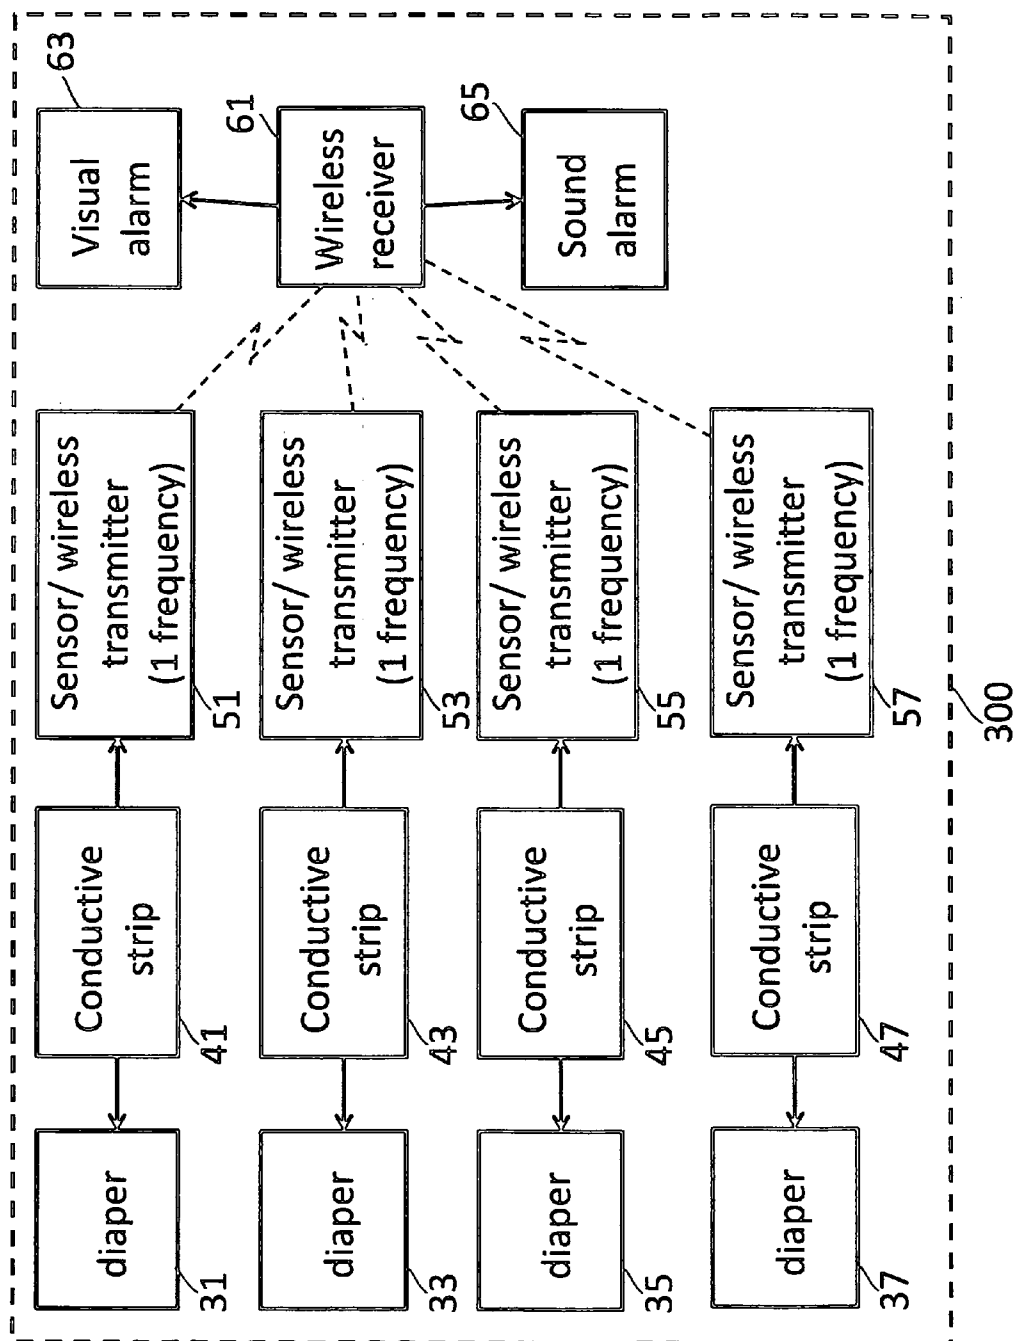 diaper
31
Conductive
strip
41
Sensor/ wireless
transmitter
(1 frequency)
51
Visual
alarm
63
diaper
33
Conductive
strip
43
Sensor/ wireless
transmitter
(1 frequency)
53
Wireless
receiver
61
diaper
35
Conductive
strip
45
Sensor/ wireless
transmitter
(1 frequency)
55
Sound
alarm
65
diaper
37
Conductive
strip
47
Sensor/ wireless
transmitter
(1 frequency)
57
300